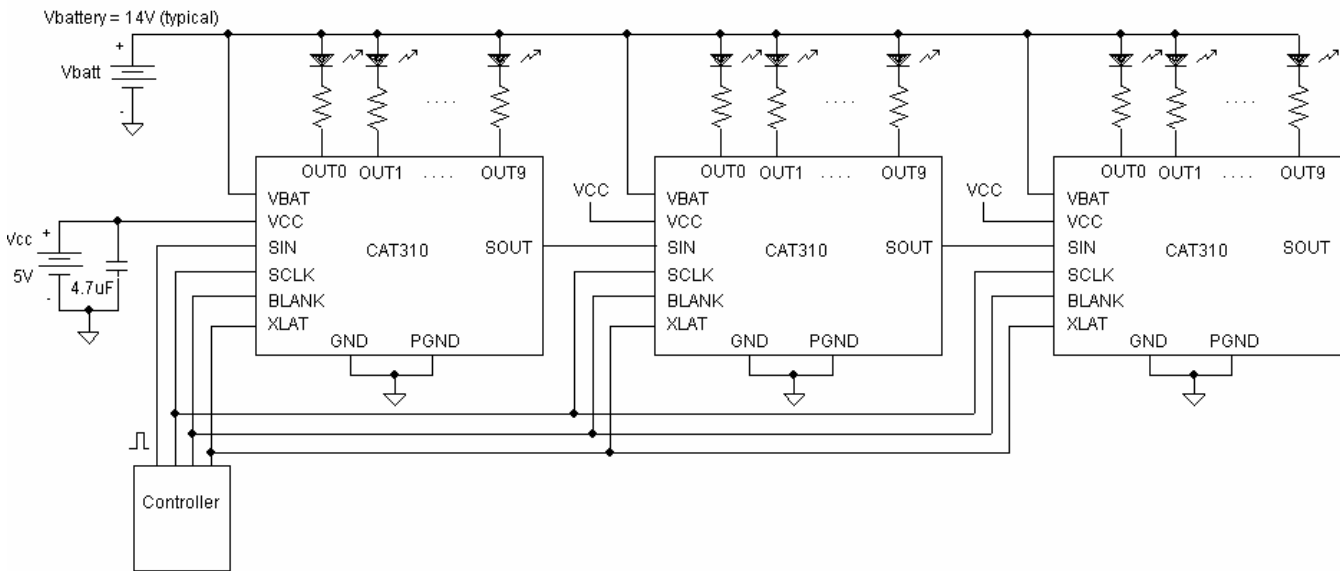 Vbattery = 14V (typical)
+
Vbatt
-
. . . .
. . . .
. . . .
OUT0 OUT1 . . . . OUT9
VBAT
VCC
SIN
SCLK
BLANK
XLAT
CAT310
SOUT
GND PGND
VCC
OUT0 OUT1 . . . . OUT9
VBAT
VCC
SIN
SCLK
BLANK
XLAT
CAT310
SOUT
GND PGND
VCC
OUT0 OUT1 . . . . OUT9
VBAT
VCC
SIN
SCLK
BLANK
XLAT
CAT310
SOUT
GND PGND
Vcc +
5V
-
4.7uF
Controller